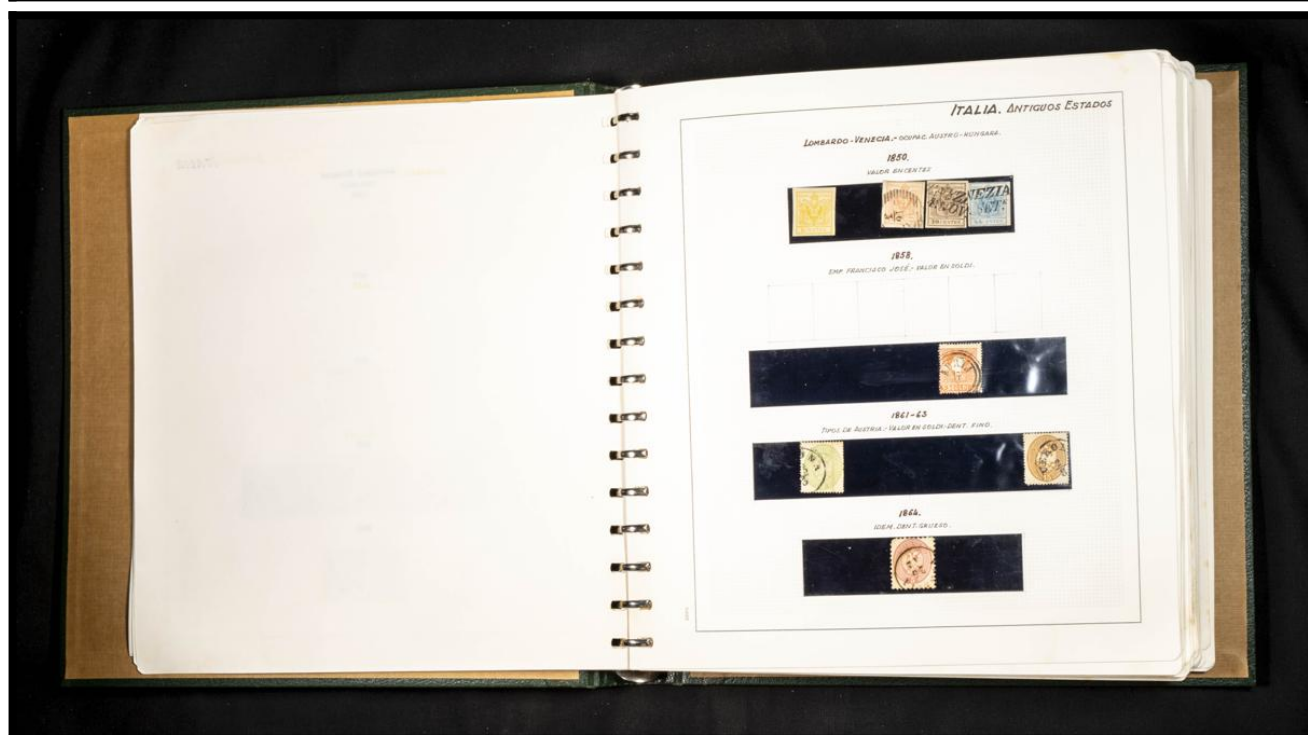 ITALIA. ANTIGUOS ESTADOS
LOMBARDO-VENECIA.- OCUPAC. AUSTRO-HUNGARA.
1850.
VALOR EN CENTES
1858.
EMP. FRANCISCO JOSÉ.- VALOR EN SOLDI.
1861-63
TIPOS DE AUSTRIA.- VALOR EN SOLDI.- DENT. FINO.
1864.
IDEM. DENT. GRUESO.